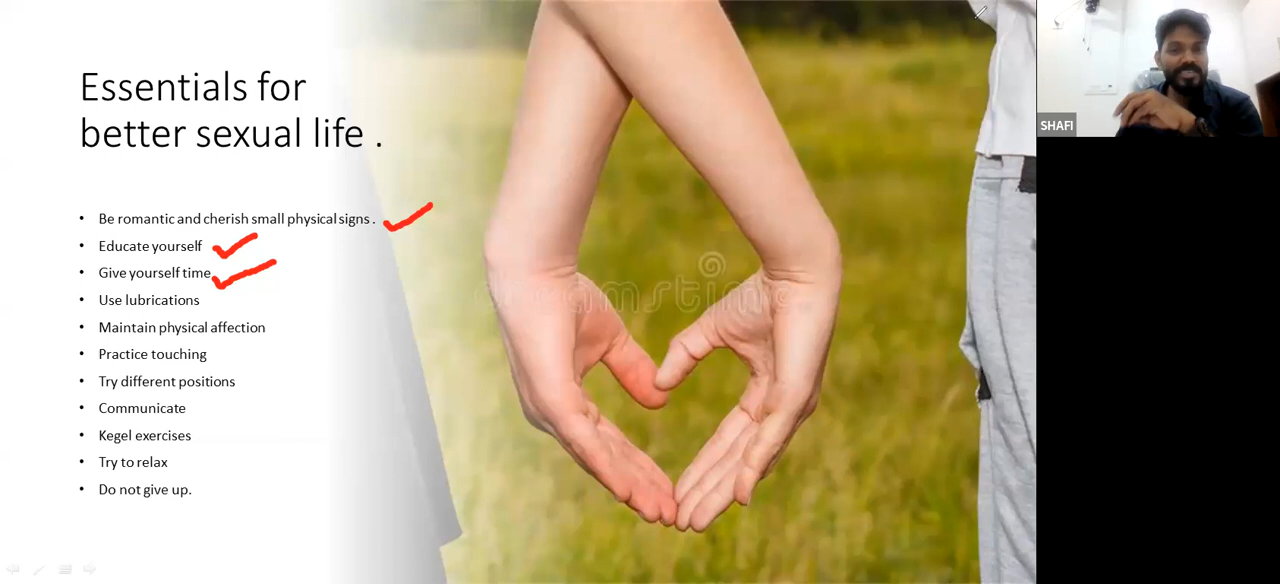 Essentials for
better sexual life .
• Be romantic and cherish small physical signs .
• Educate yourself
• Give yourself time
• Use lubrications
• Maintain physical affection
• Practice touching
• Try different positions
• Communicate
• Kegel exercises
• Try to relax
• Do not give up.
dreamstime
SHAFI